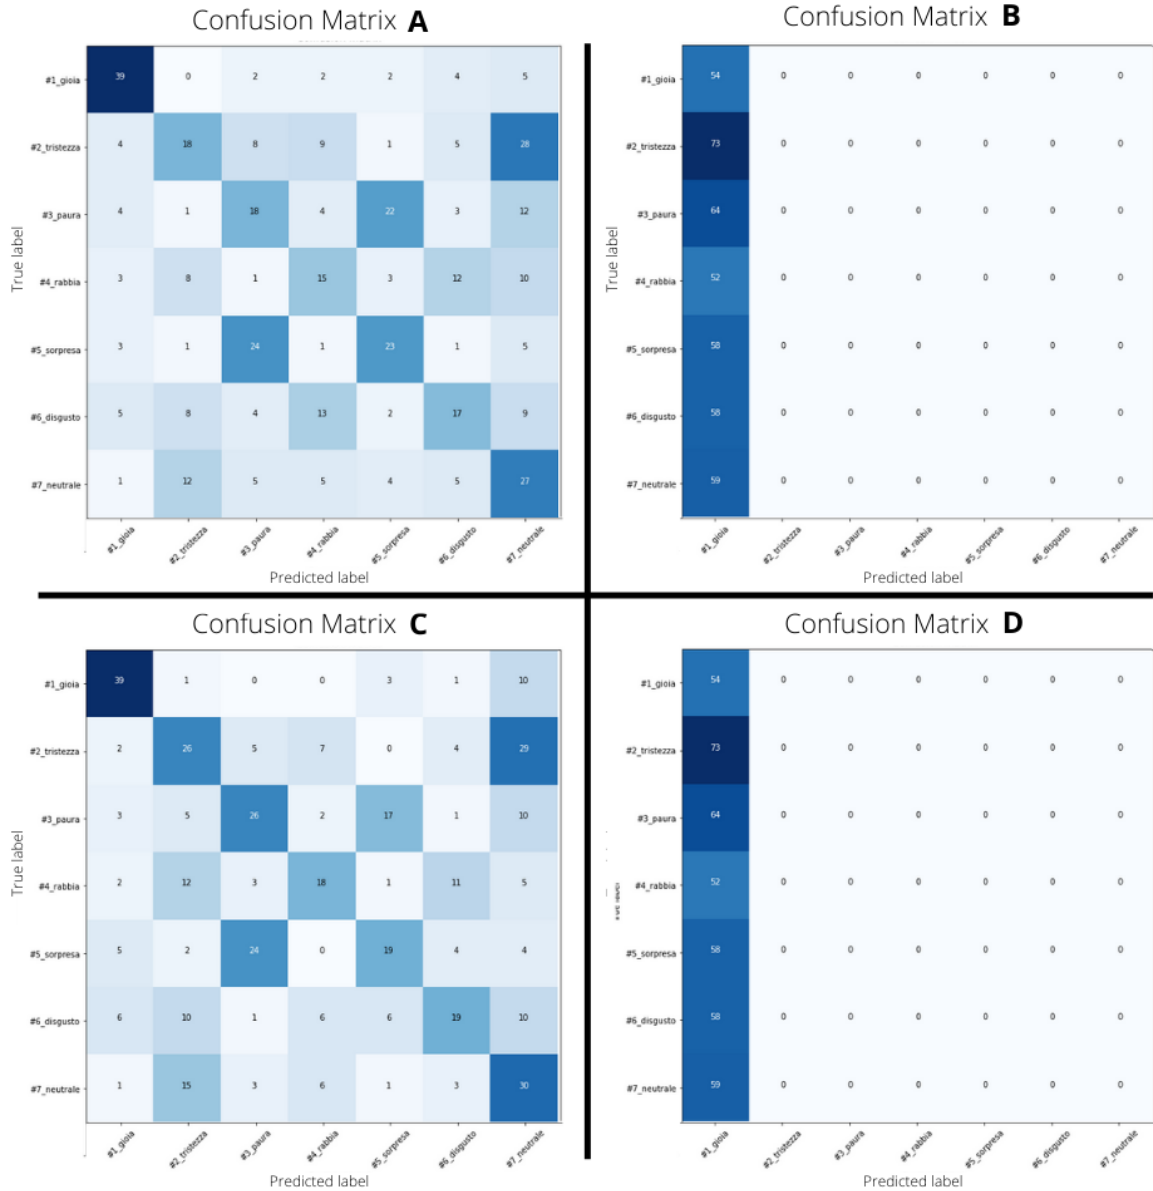 Confusion Matrix A
#1_gioia 39 0 2 2 2 4 5
#2_tristezza 4 18 8 9 1 5 28
#3_paura 4 1 18 4 22 3 12
#4_rabbia 3 8 1 15 3 12 10
#5_sorpresa 3 1 24 1 23 1 5
#6_disgusto 5 8 4 13 2 17 9
#7_neutrale 1 12 5 5 4 5 27
True label
#1_gioia #2_tristezza #3_paura #4_rabbia #5_sorpresa #6_disgusto #7_neutrale
Predicted label
Confusion Matrix B
#1_gioia 54 0 0 0 0 0 0
#2_tristezza 73 0 0 0 0 0 0
#3_paura 64 0 0 0 0 0 0
#4_rabbia 52 0 0 0 0 0 0
#5_sorpresa 58 0 0 0 0 0 0
#6_disgusto 58 0 0 0 0 0 0
#7_neutrale 59 0 0 0 0 0 0
True label
#1_gioia #2_tristezza #3_paura #4_rabbia #5_sorpresa #6_disgusto #7_neutrale
Predicted label
Confusion Matrix C
#1_gioia 39 1 0 0 3 1 10
#2_tristezza 2 26 5 7 0 4 29
#3_paura 3 5 26 2 17 1 10
#4_rabbia 2 12 3 18 1 11 5
#5_sorpresa 5 2 24 0 19 4 4
#6_disgusto 6 10 1 6 6 19 10
#7_neutrale 1 15 3 6 1 3 30
True label
#1_gioia #2_tristezza #3_paura #4_rabbia #5_sorpresa #6_disgusto #7_neutrale
Predicted label
Confusion Matrix D
#1_gioia 54 0 0 0 0 0 0
#2_tristezza 73 0 0 0 0 0 0
#3_paura 64 0 0 0 0 0 0
#4_rabbia 52 0 0 0 0 0 0
#5_sorpresa 58 0 0 0 0 0 0
#6_disgusto 58 0 0 0 0 0 0
#7_neutrale 59 0 0 0 0 0 0
#1_gioia #2_tristezza #3_paura #4_rabbia #5_sorpresa #6_disgusto #7_neutrale
Predicted label